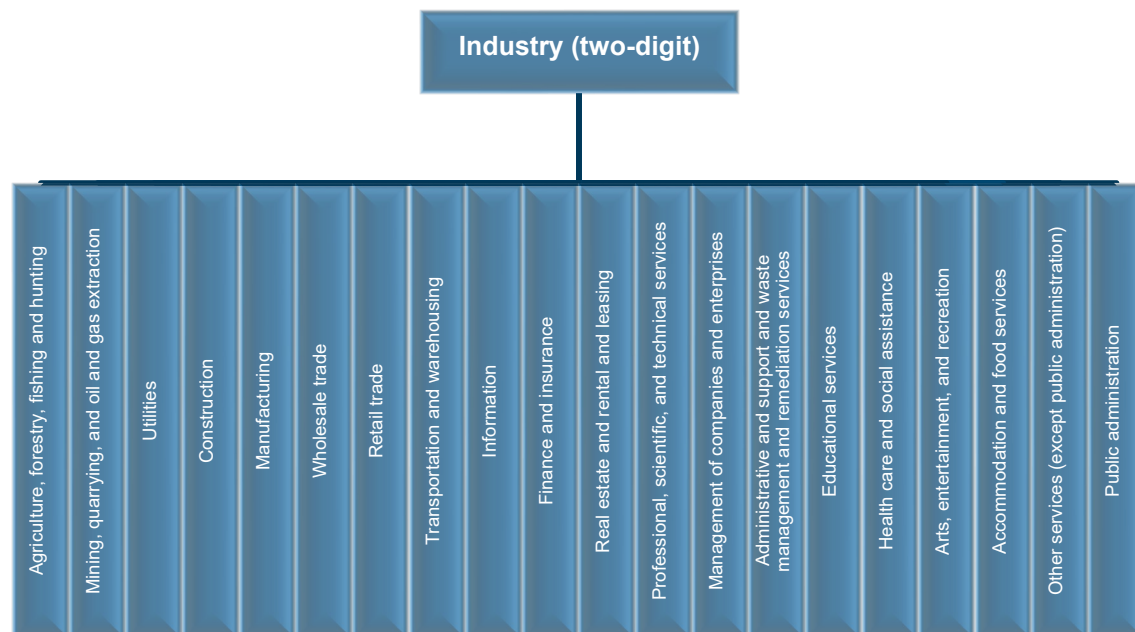 Industry (two-digit)
Agriculture, forestry, fishing and hunting
Mining, quarrying, and oil and gas extraction
Utilities
Construction
Manufacturing
Wholesale trade
Retail trade
Transportation and warehousing
Information
Finance and insurance
Real estate and rental and leasing
Professional, scientific, and technical services
Management of companies and enterprises
Administrative and support and waste
management and remediation services
Educational services
Health care and social assistance
Arts, entertainment, and recreation
Accommodation and food services
Other services (except public administration)
Public administration